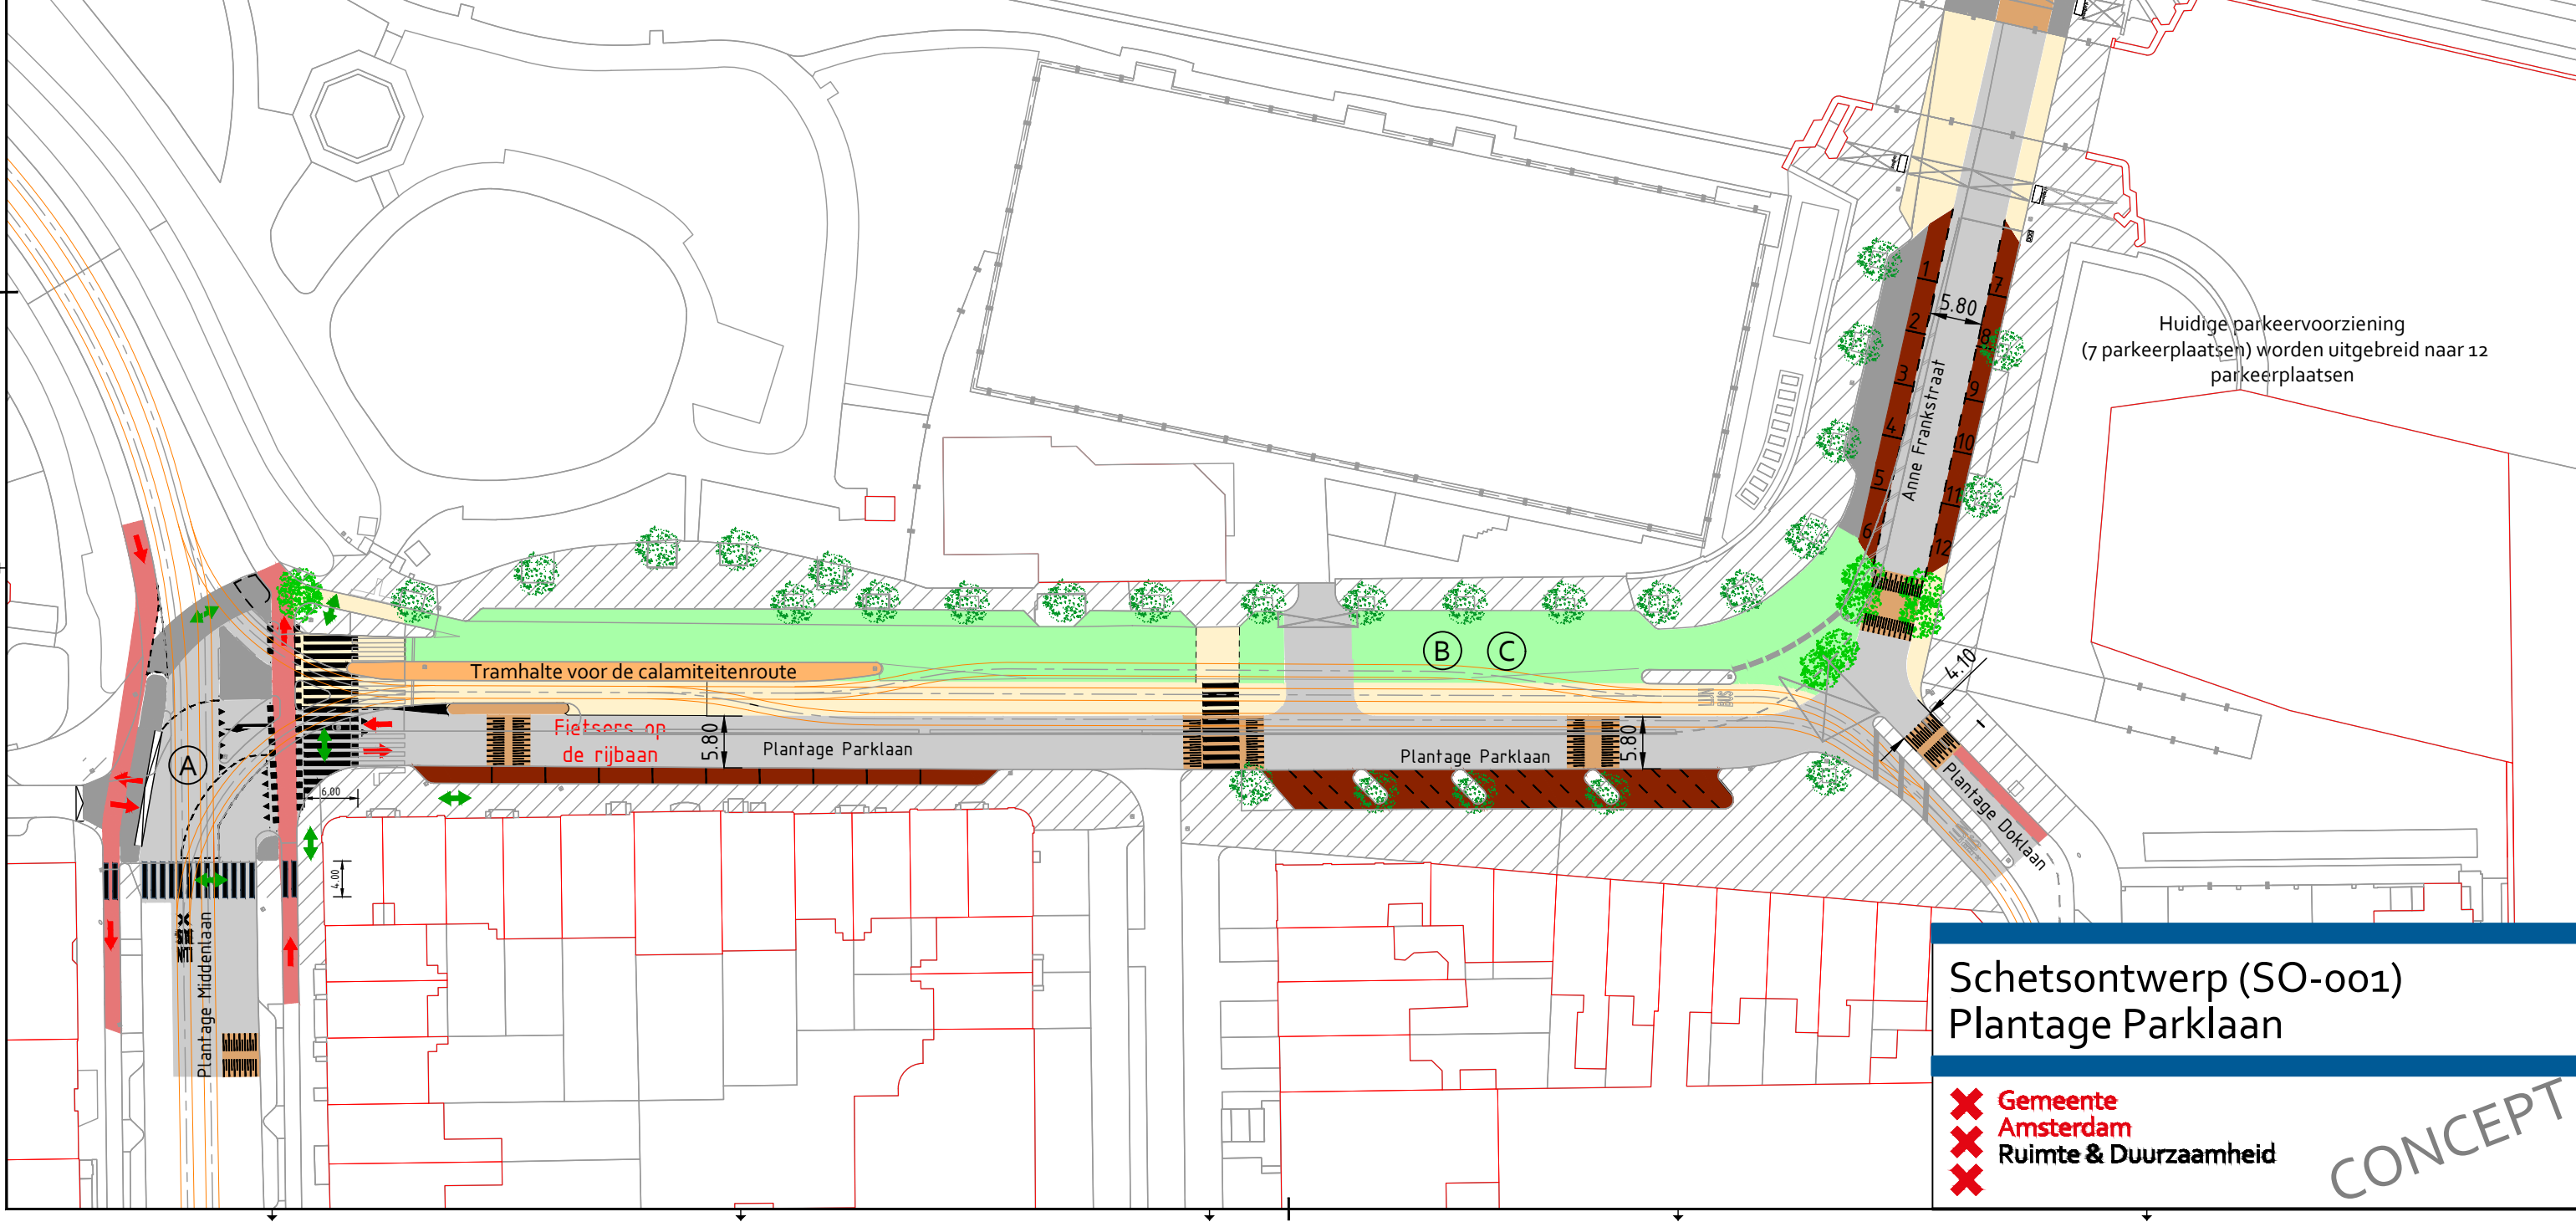 Huidige parkeervoorziening
(7 parkeerplaatsen) worden uitgebreid naar 12
parkeerplaatsen
1
2
3
4
5
6
7
8
9
10
11
12
5.80
Anne Frankstraat
Tramhalte voor de calamiteitenroute
Fietsers op
de rijbaan
5.80
Plantage Parklaan
Plantage Parklaan
5.80
4.10
Plantage Doklaan
A
B
C
6.00
4.00
Plantage Middenlaan
Schetsontwerp (SO-001)
Plantage Parklaan
Gemeente
Amsterdam
Ruimte & Duurzaamheid
CONCEPT